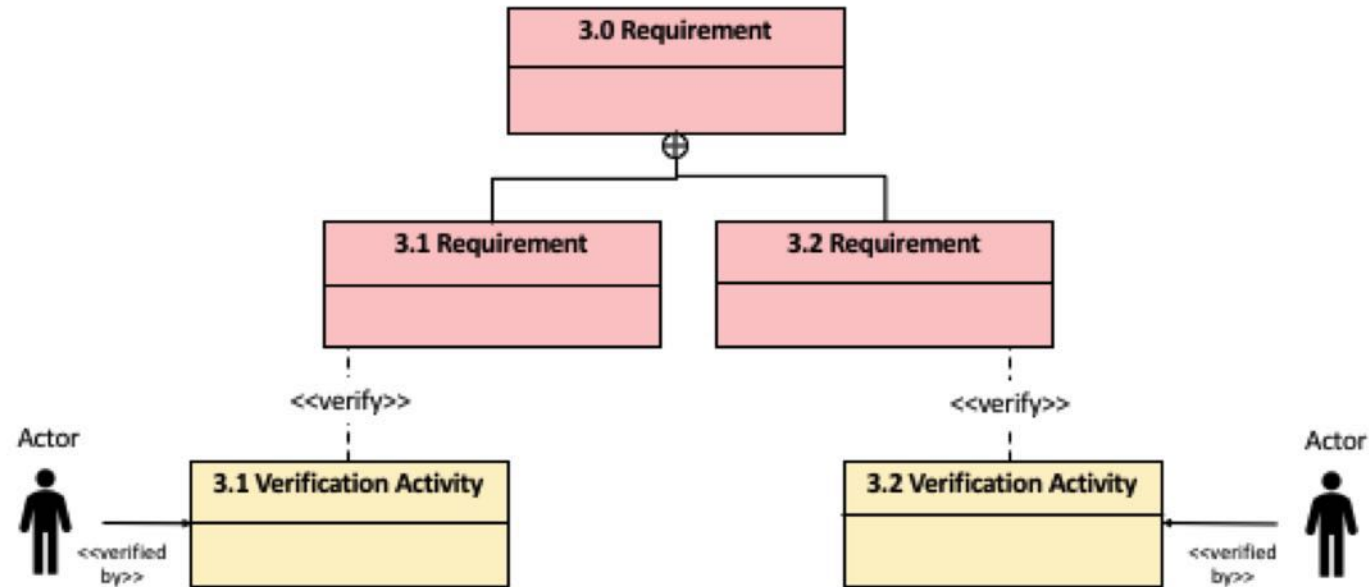 3.0 Requirement
3.1 Requirement
3.2 Requirement
<<verify>>
<<verify>>
Actor
Actor
3.1 Verification Activity
3.2 Verification Activity
<<verified
by>>
<<verified
by>>